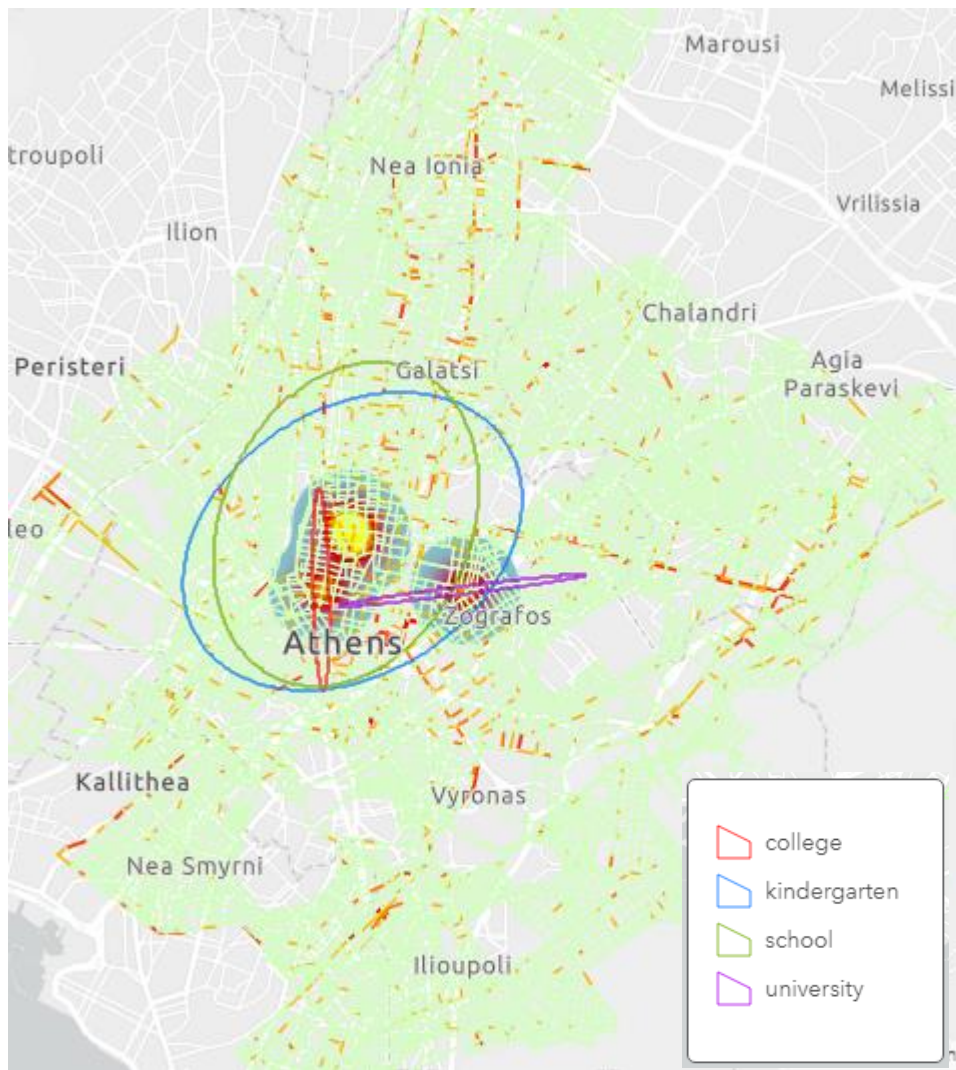 Marousi
Melissi
troupoli
Nea Ionia
Vrilissia
Ilion
Chalandri
Peristeri
Galatsi
Agia
Paraskevi
leo
Zografos
Athens
Kallithea
Vyronas
Nea Smyrni
Ilioupoli
college
kindergarten
school
university